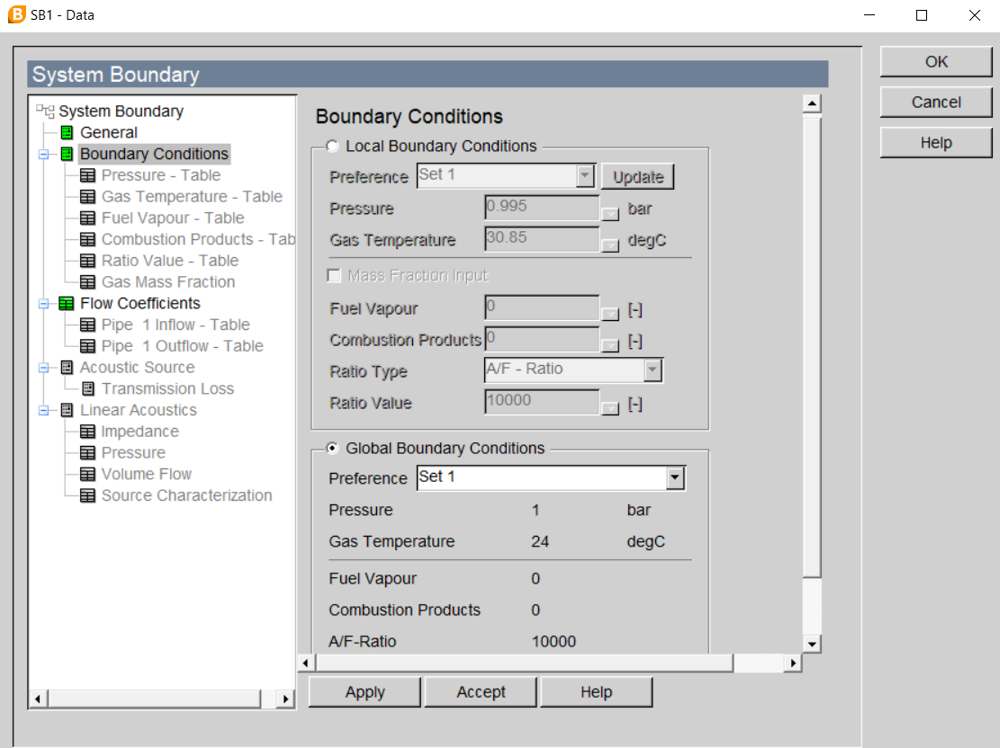 SB1 - Data
OK
Cancel
Help
System Boundary
System Boundary
General
Boundary Conditions
Pressure - Table
Gas Temperature - Table
Fuel Vapour - Table
Combustion Products - Tab
Ratio Value - Table
Gas Mass Fraction
Flow Coefficients
Pipe 1 Inflow - Table
Pipe 1 Outflow - Table
Acoustic Source
Transmission Loss
Linear Acoustics
Impedance
Pressure
Volume Flow
Source Characterization
Boundary Conditions
Local Boundary Conditions
Preference Set 1 Update
Pressure 0.995 bar
Gas Temperature 30.85 degC
Mass Fraction Input
Fuel Vapour 0 [-]
Combustion Products 0 [-]
Ratio Type A/F - Ratio
Ratio Value 10000 [-]
Global Boundary Conditions
Preference Set 1
Pressure 1 bar
Gas Temperature 24 degC
Fuel Vapour 0
Combustion Products 0
A/F-Ratio 10000
Apply Accept Help